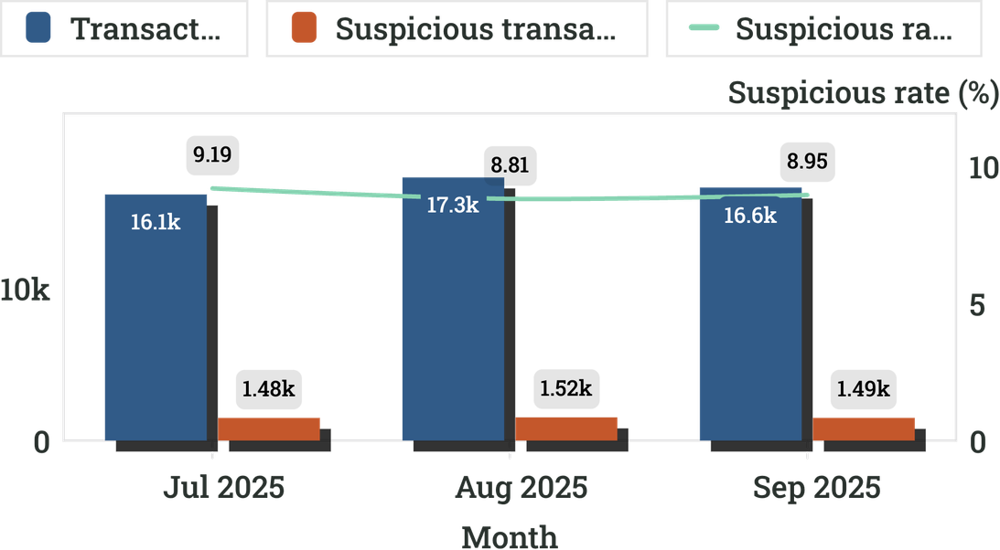 Transact...
Suspicious transa...
Suspicious ra...
Suspicious rate (%)
9.19
8.81
8.95
10
16.1k
17.3k
16.6k
10k
5
1.48k
1.52k
1.49k
0
0
Jul 2025
Aug 2025
Sep 2025
Month